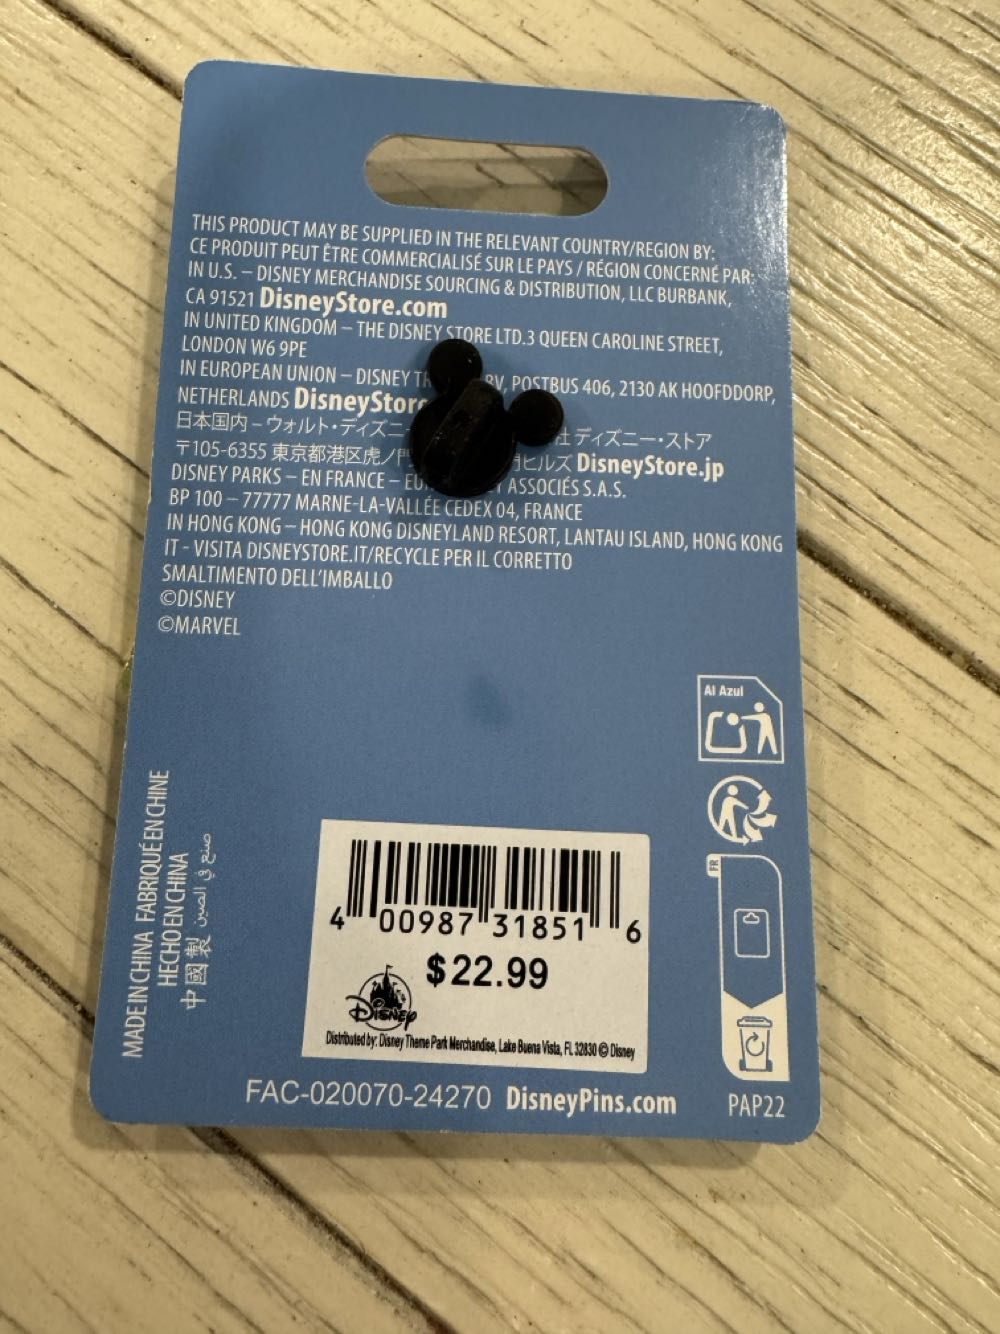 THIS PRODUCT MAY BE SUPPLIED IN THE RELEVANT COUNTRY/REGION BY:
CE PRODUIT PEUT ÊTRE COMMERCIALISÉ SUR LE PAYS / RÉGION CONCERNÉ PAR:
IN U.S. – DISNEY MERCHANDISE SOURCING & DISTRIBUTION, LLC BURBANK,
CA 91521 DisneyStore.com
IN UNITED KINGDOM – THE DISNEY STORE LTD.3 QUEEN CAROLINE STREET,
LONDON W6 9PE
IN EUROPEAN UNION – DISNEY BV, POSTBUS 406, 2130 AK HOOFDDORP,
NETHERLANDS DisneyStor
日本国内 – ウォルト・ディズニー 社 ディズニー・ストア
〒105-6355 東京都港区虎ノ門 ヒルズ DisneyStore.jp
DISNEY PARKS – EN FRANCE – ASSOCIÉS S.A.S.
BP 100 – 77777 MARNE-LA-VALLÉE CEDEX 04, FRANCE
IN HONG KONG – HONG KONG DISNEYLAND RESORT, LANTAU ISLAND, HONG KONG
IT - VISITA DISNEYSTORE.IT/RECYCLE PER IL CORRETTO
SMALTIMENTO DELL'IMBALLO
©DISNEY
©MARVEL
Al Azul
FR
MADE IN CHINA FABRIQUÉ EN CHINE
HECHO EN CHINA
中國製 صنع في الصين
4 00987 31851 6
$22.99
Disney
Distributed by: Disney Theme Park Merchandise, Lake Buena Vista, FL 32830 © Disney
FAC-020070-24270 DisneyPins.com
PAP22